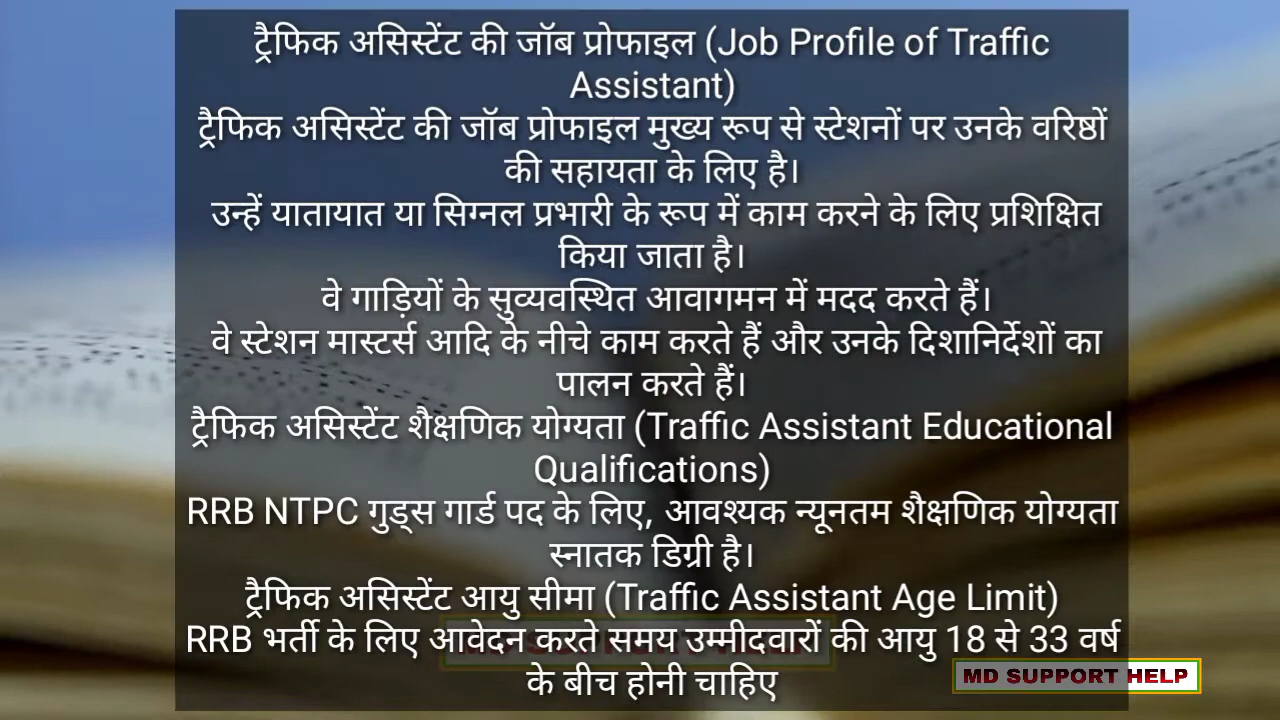 ट्रैफिक असिस्टेंट की जॉब प्रोफाइल (Job Profile of Traffic
Assistant)
ट्रैफिक असिस्टेंट की जॉब प्रोफाइल मुख्य रूप से स्टेशनों पर उनके वरिष्ठों
की सहायता के लिए है।
उन्हें यातायात या सिग्नल प्रभारी के रूप में काम करने के लिए प्रशिक्षित
किया जाता है।
वे गाड़ियों के सुव्यवस्थित आवागमन में मदद करते हैं।
वे स्टेशन मास्टर्स आदि के नीचे काम करते हैं और उनके दिशानिर्देशों का
पालन करते हैं।
ट्रैफिक असिस्टेंट शैक्षणिक योग्यता (Traffic Assistant Educational
Qualifications)
RRB NTPC गुड्स गार्ड पद के लिए, आवश्यक न्यूनतम शैक्षणिक योग्यता
स्नातक डिग्री है।
ट्रैफिक असिस्टेंट आयु सीमा (Traffic Assistant Age Limit)
RRB भर्ती के लिए आवेदन करते समय उम्मीदवारों की आयु 18 से 33 वर्ष
के बीच होनी चाहिए
MD SUPPORT HELP